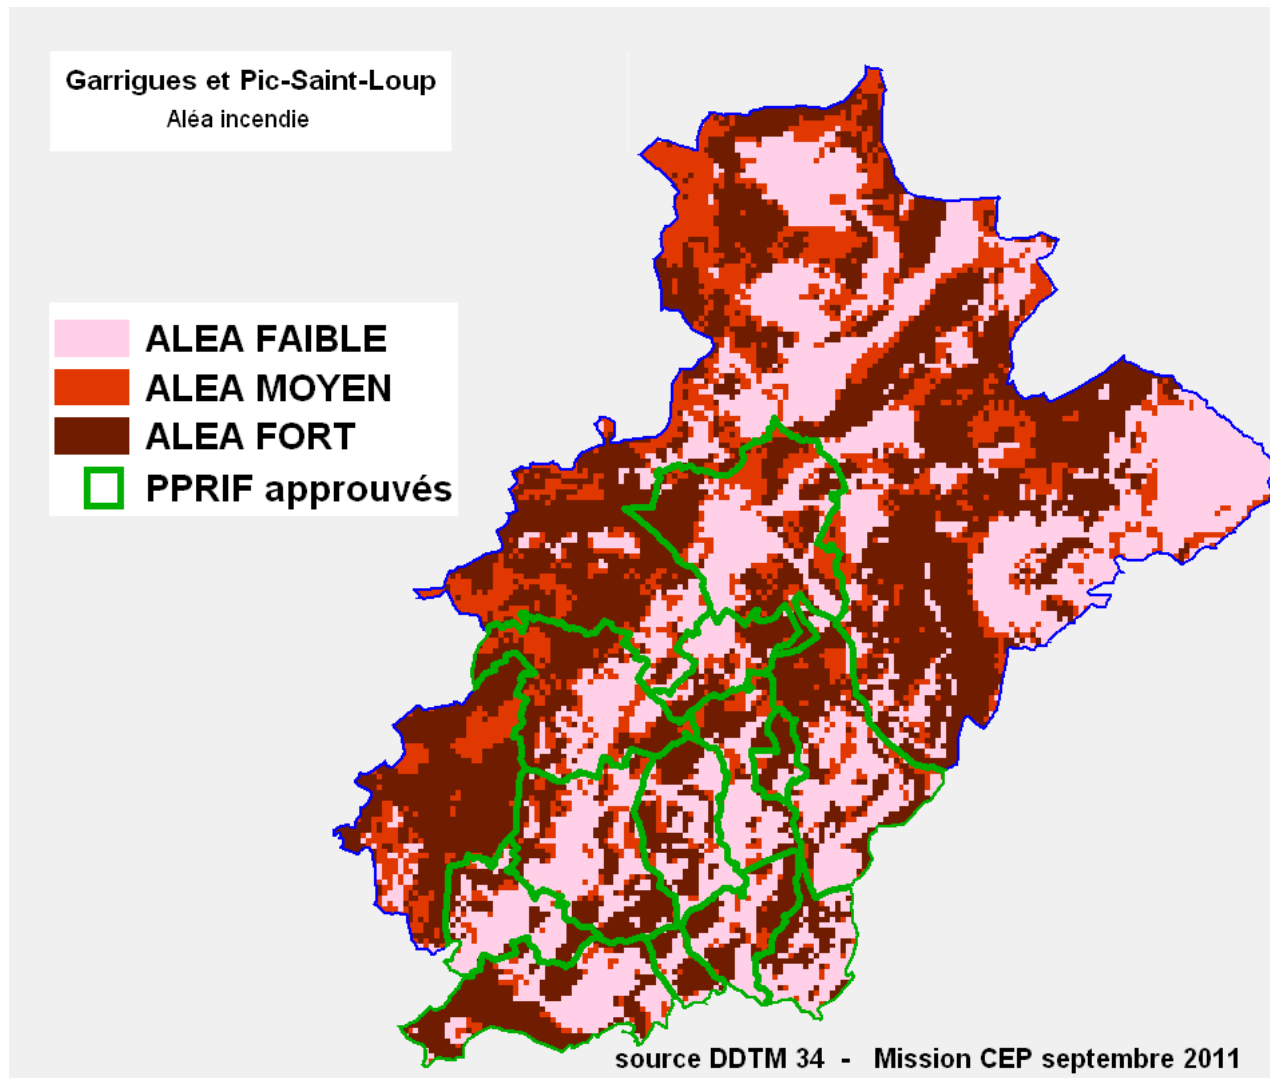 Garrigues et Pic-Saint-Loup
Aléa incendie
ALEA FAIBLE
ALEA MOYEN
ALEA FORT
PPRIF approuvés
source DDTM 34 - Mission CEP septembre 2011